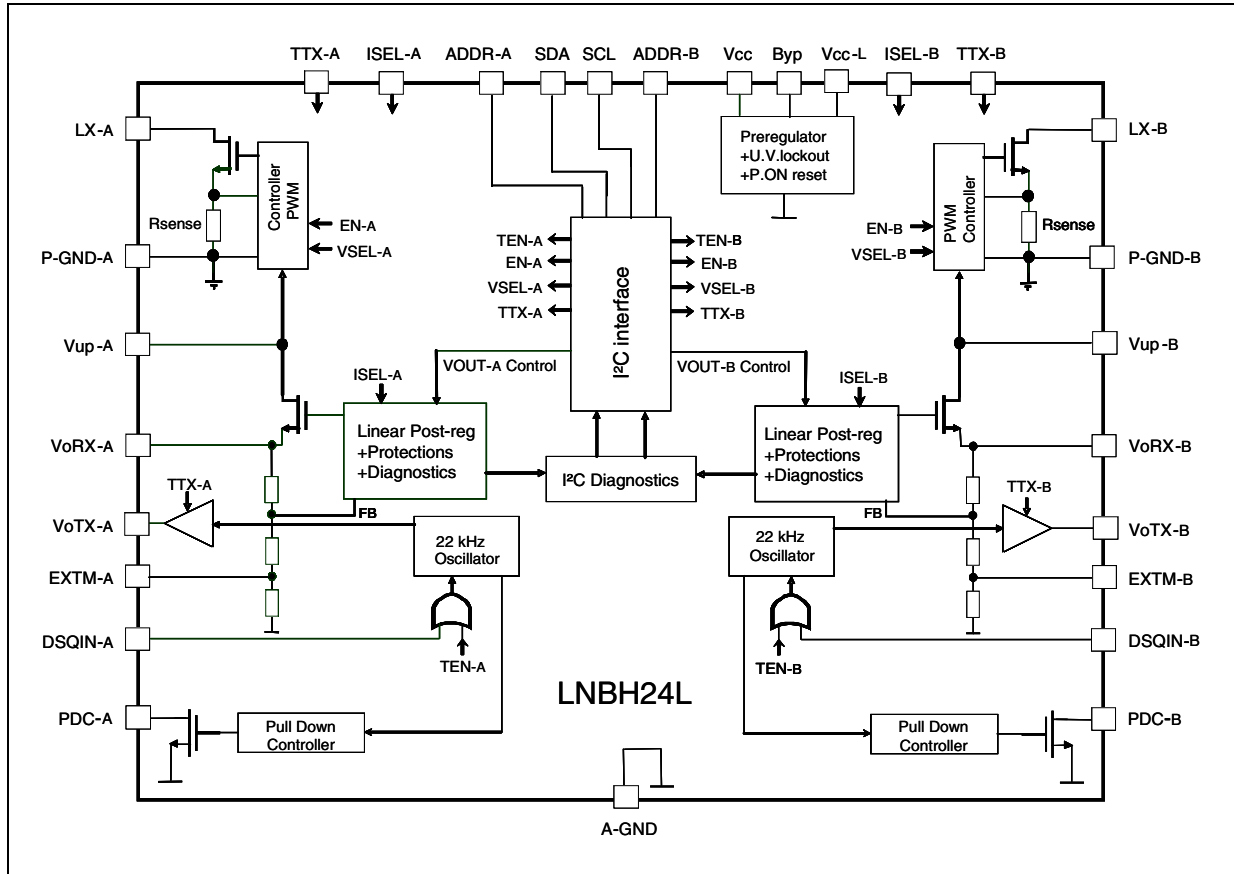 TTX-A
ISEL-A
ADDR-A
SDA
SCL
ADDR-B
Vcc
Byp
Vcc-L
ISEL-B
TTX-B
LX-A
LX-B
Controller
PWM
Preregulator
+U.V.lockout
+P.ON reset
PWM
Controller
Rsense
Rsense
EN-A
VSEL-A
EN-B
VSEL-B
P-GND-A
P-GND-B
TEN-A
EN-A
VSEL-A
TTX-A
I²C interface
TEN-B
EN-B
VSEL-B
TTX-B
Vup-A
Vup-B
VOUT-A Control
VOUT-B Control
ISEL-A
ISEL-B
VoRX-A
VoRX-B
Linear Post-reg
+Protections
+Diagnostics
I²C Diagnostics
Linear Post-reg
+Protections
+Diagnostics
TTX-A
TTX-B
FB
FB
VoTX-A
VoTX-B
22 kHz
Oscillator
22 kHz
Oscillator
EXTM-A
EXTM-B
DSQIN-A
DSQIN-B
TEN-A
TEN-B
LNBH24L
PDC-A
PDC-B
Pull Down
Controller
Pull Down
Controller
A-GND